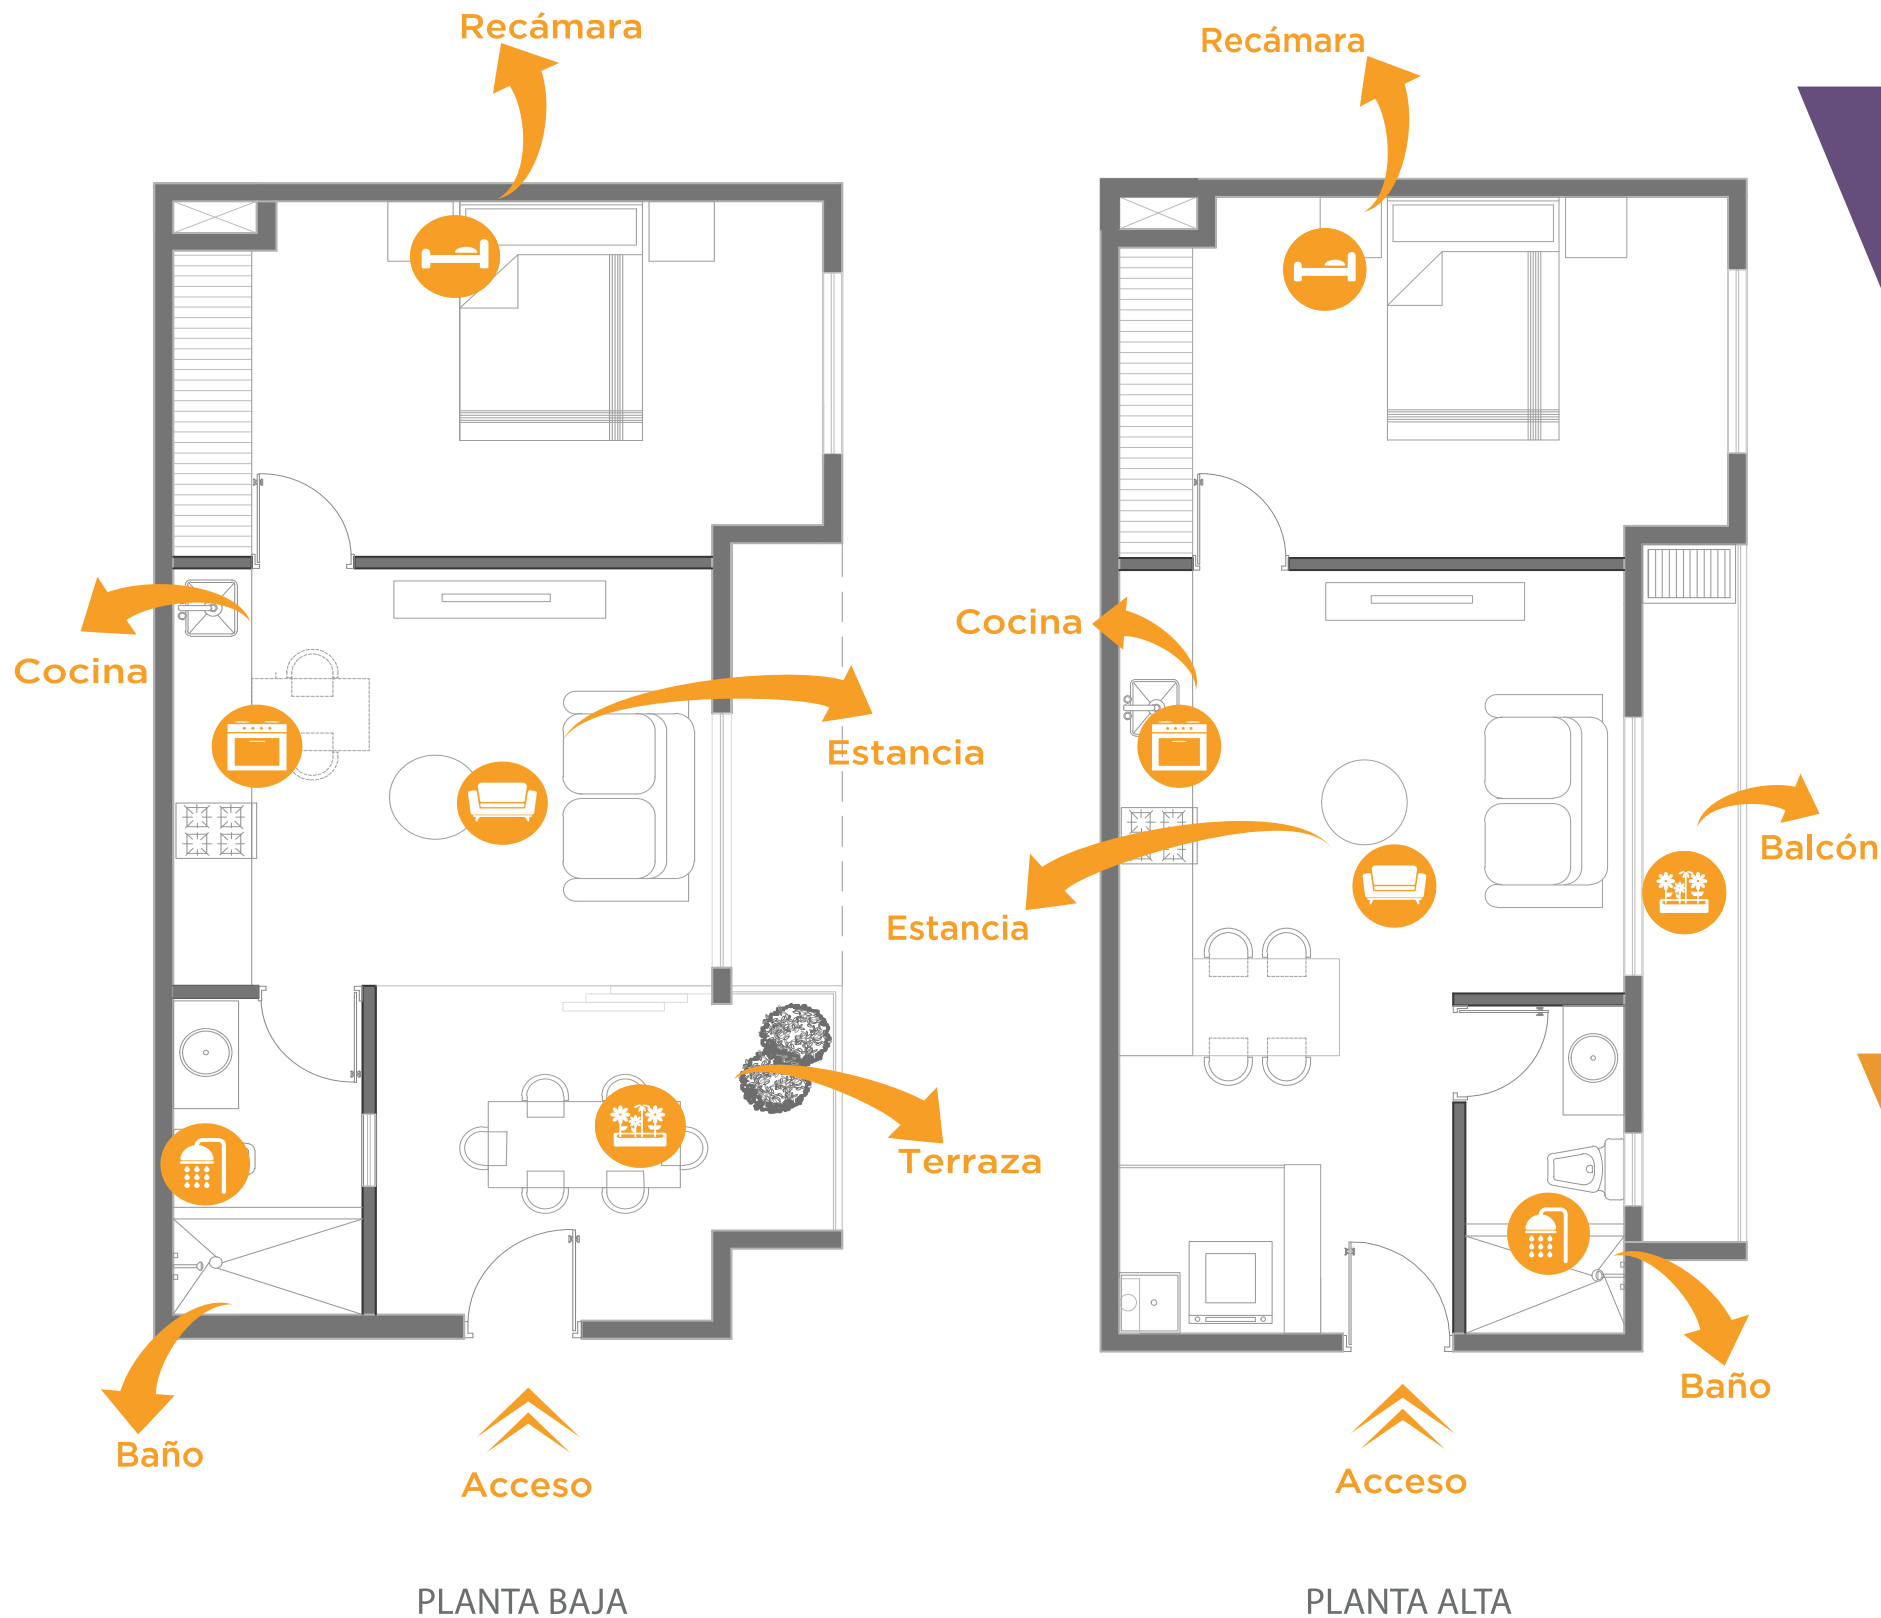 Recámara
Cocina
Estancia
Terraza
Baño
Acceso
PLANTA BAJA
Recámara
Cocina
Estancia
Balcón
Baño
Acceso
PLANTA ALTA